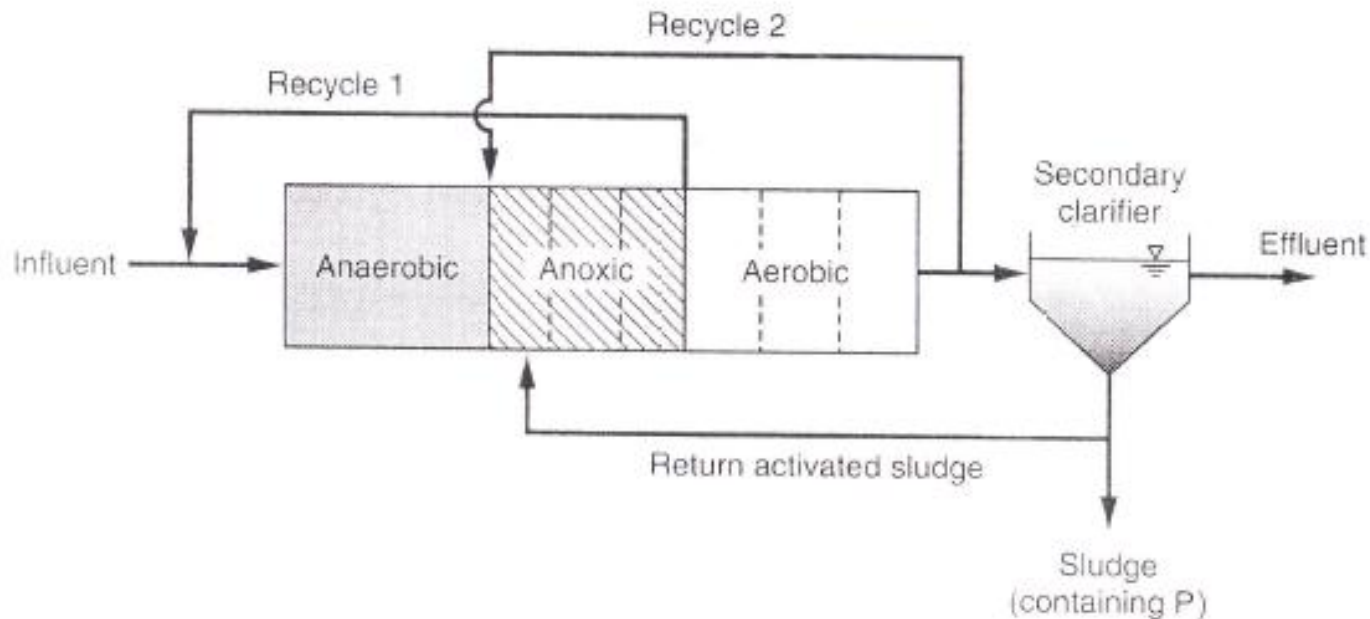 Recycle 2
Recycle 1
Secondary
clarifier
Influent
Anaerobic
Anoxic
Aerobic
Effluent
Return activated sludge
Sludge
(containing P)